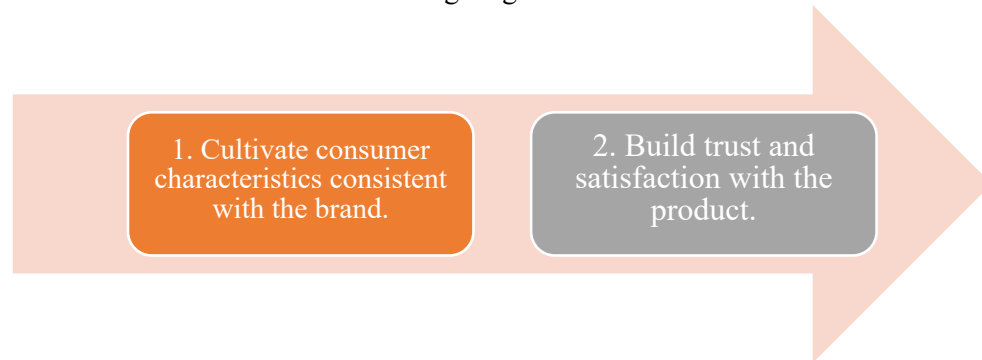 1. Cultivate consumer
characteristics consistent
with the brand.
2. Build trust and
satisfaction with the
product.